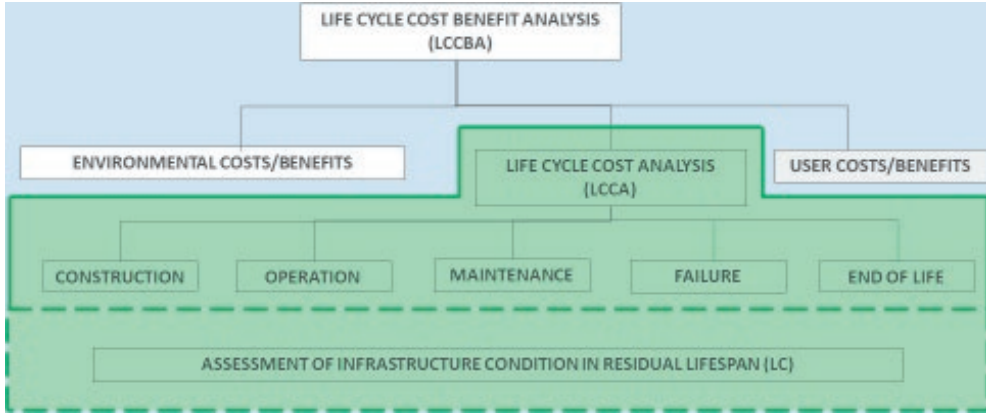 LIFE CYCLE COST BENEFIT ANALYSIS
(LCCBA)
ENVIRONMENTAL COSTS/BENEFITS
LIFE CYCLE COST ANALYSIS
(LCCA)
USER COSTS/BENEFITS
CONSTRUCTION
OPERATION
MAINTENANCE
FAILURE
END OF LIFE
ASSESSMENT OF INFRASTRUCTURE CONDITION IN RESIDUAL LIFESPAN (LC)